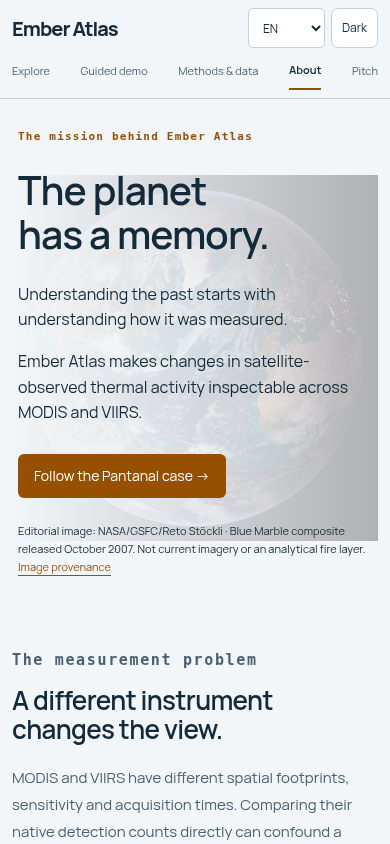 Ember Atlas
EN
Dark
Explore
Guided demo
Methods & data
About
Pitch
The mission behind Ember Atlas
The planet
has a memory.
Understanding the past starts with
understanding how it was measured.
Ember Atlas makes changes in satellite-
observed thermal activity inspectable across
MODIS and VIIRS.
Follow the Pantanal case →
Editorial image: NASA/GSFC/Reto Stöckli · Blue Marble composite
released October 2007. Not current imagery or an analytical fire layer.
Image provenance
The measurement problem
A different instrument
changes the view.
MODIS and VIIRS have different spatial footprints,
sensitivity and acquisition times. Comparing their
native detection counts directly can confound a